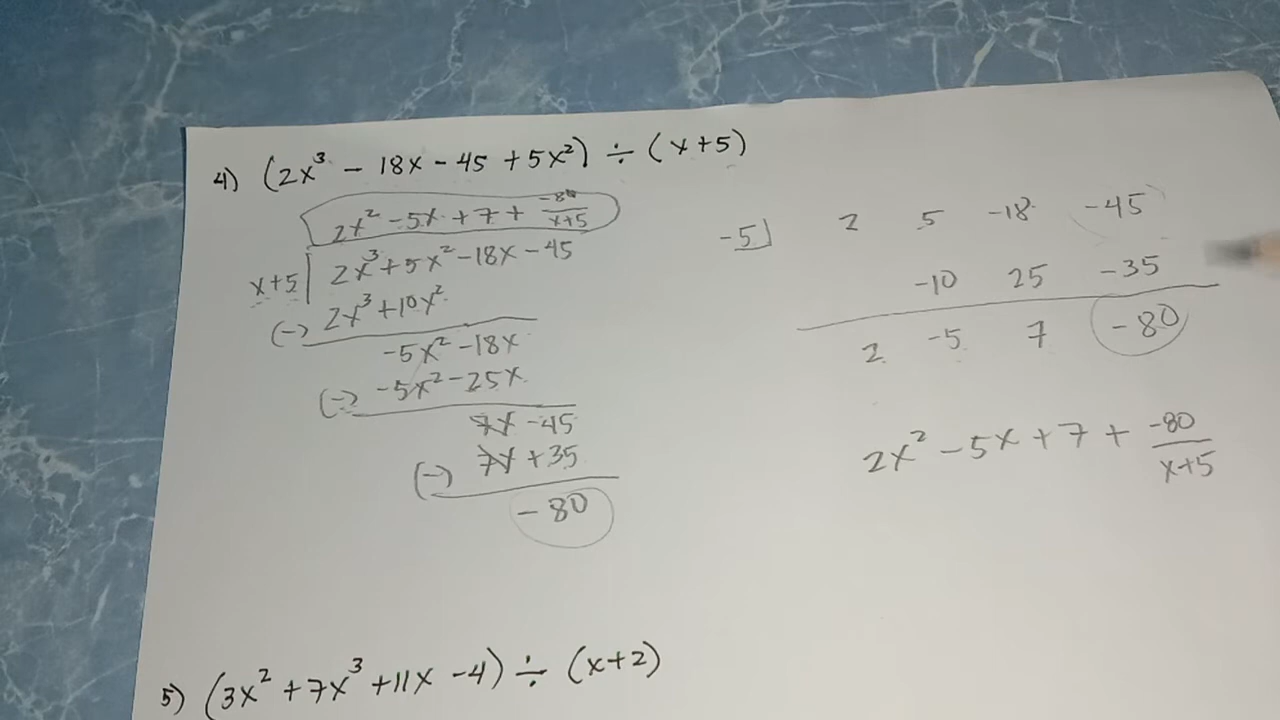 4) (2x³ - 18x - 45 + 5x²) ÷ (x+5)
2x² - 5x + 7 + -80/x+5
x+5 | 2x³ + 5x² - 18x - 45
(-) 2x³ + 10x²
-5x² - 18x
(-) -5x² - 25x
7x - 45
(-) 7x + 35
-80
-5 | 2 5 -18 -45
-10 25 -35
2 -5 7 -80
2x² - 5x + 7 + -80/x+5
5) (3x² + 7x³ + 11x - 4) ÷ (x+2)